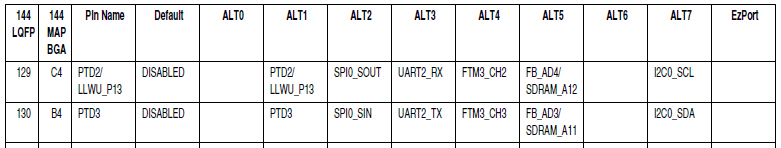 144 LQFP 144 MAP BGA Pin Name Default ALT0 ALT1 ALT2 ALT3 ALT4 ALT5 ALT6 ALT7 EzPort
129 C4 PTD2/ LLWU_P13 DISABLED PTD2/ LLWU_P13 SPI0_SOUT UART2_RX FTM3_CH2 FB_AD4/ SDRAM_A12 I2C0_SCL
130 B4 PTD3 DISABLED PTD3 SPI0_SIN UART2_TX FTM3_CH3 FB_AD3/ SDRAM_A11 I2C0_SDA